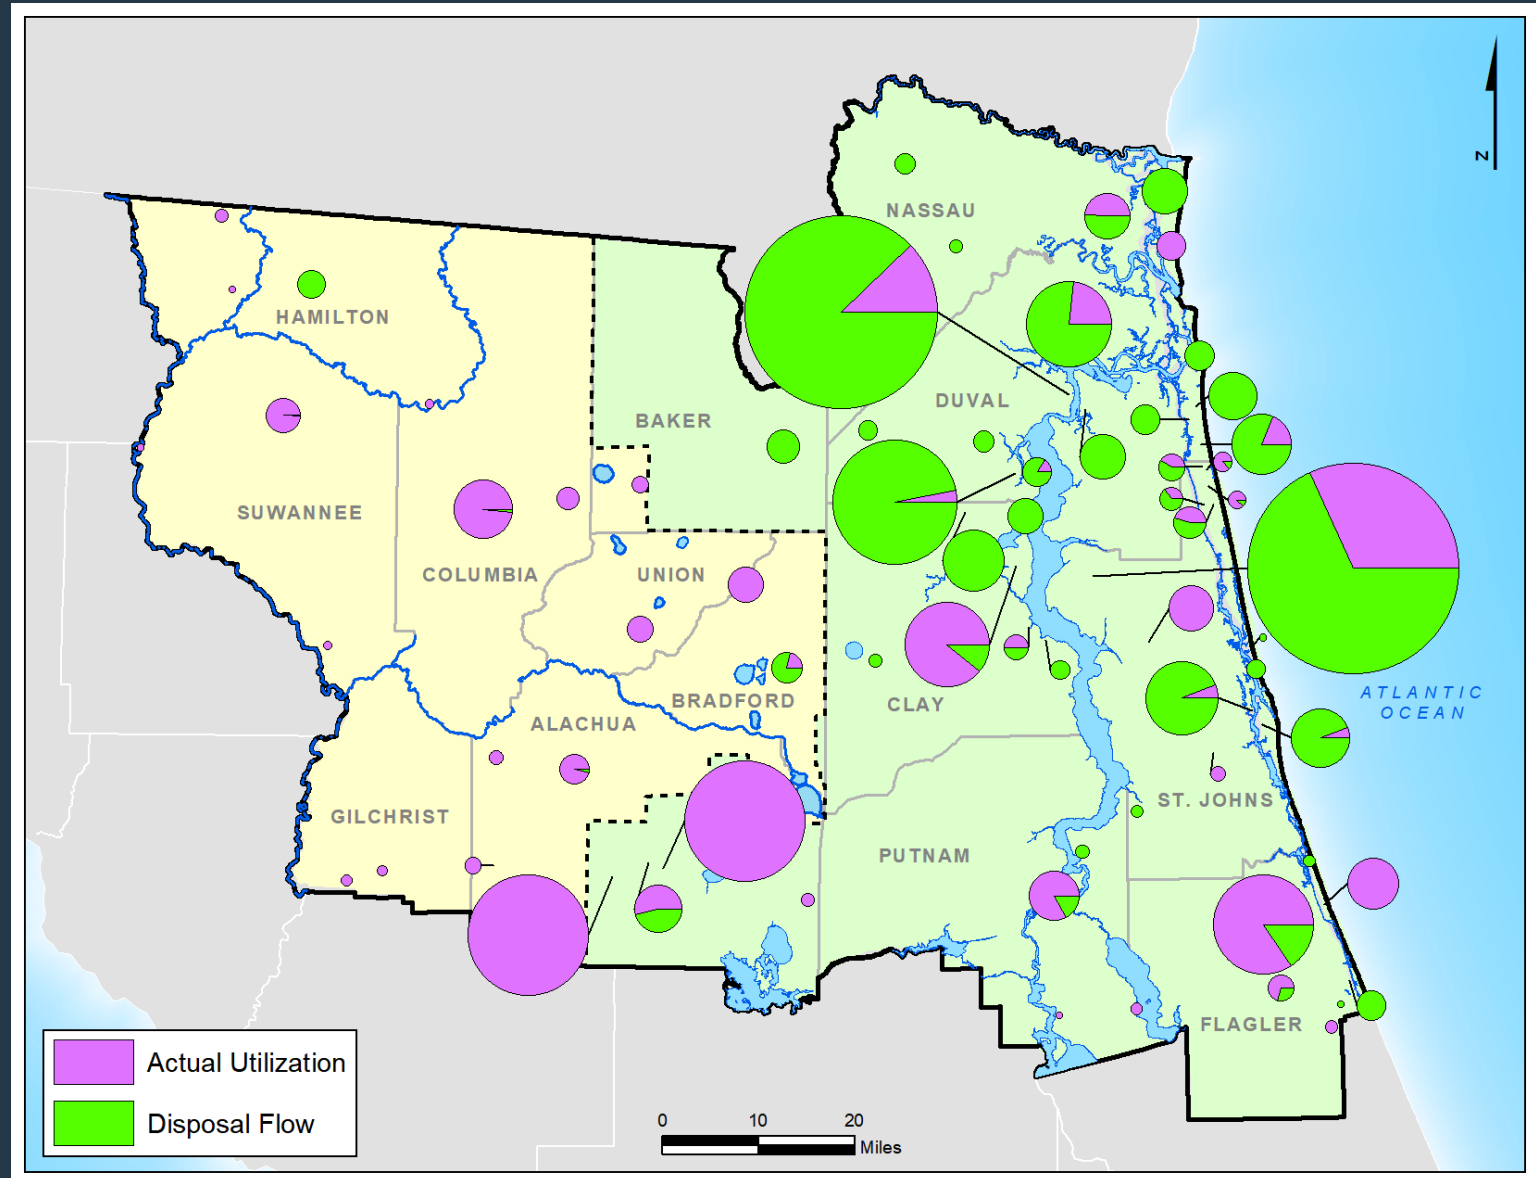 N
NASSAU
HAMILTON
DUVAL
BAKER
SUWANNEE
COLUMBIA
UNION
ATLANTIC
OCEAN
BRADFORD
CLAY
ALACHUA
ST. JOHNS
GILCHRIST
PUTNAM
FLAGLER
Actual Utilization
Disposal Flow
0 10 20
Miles